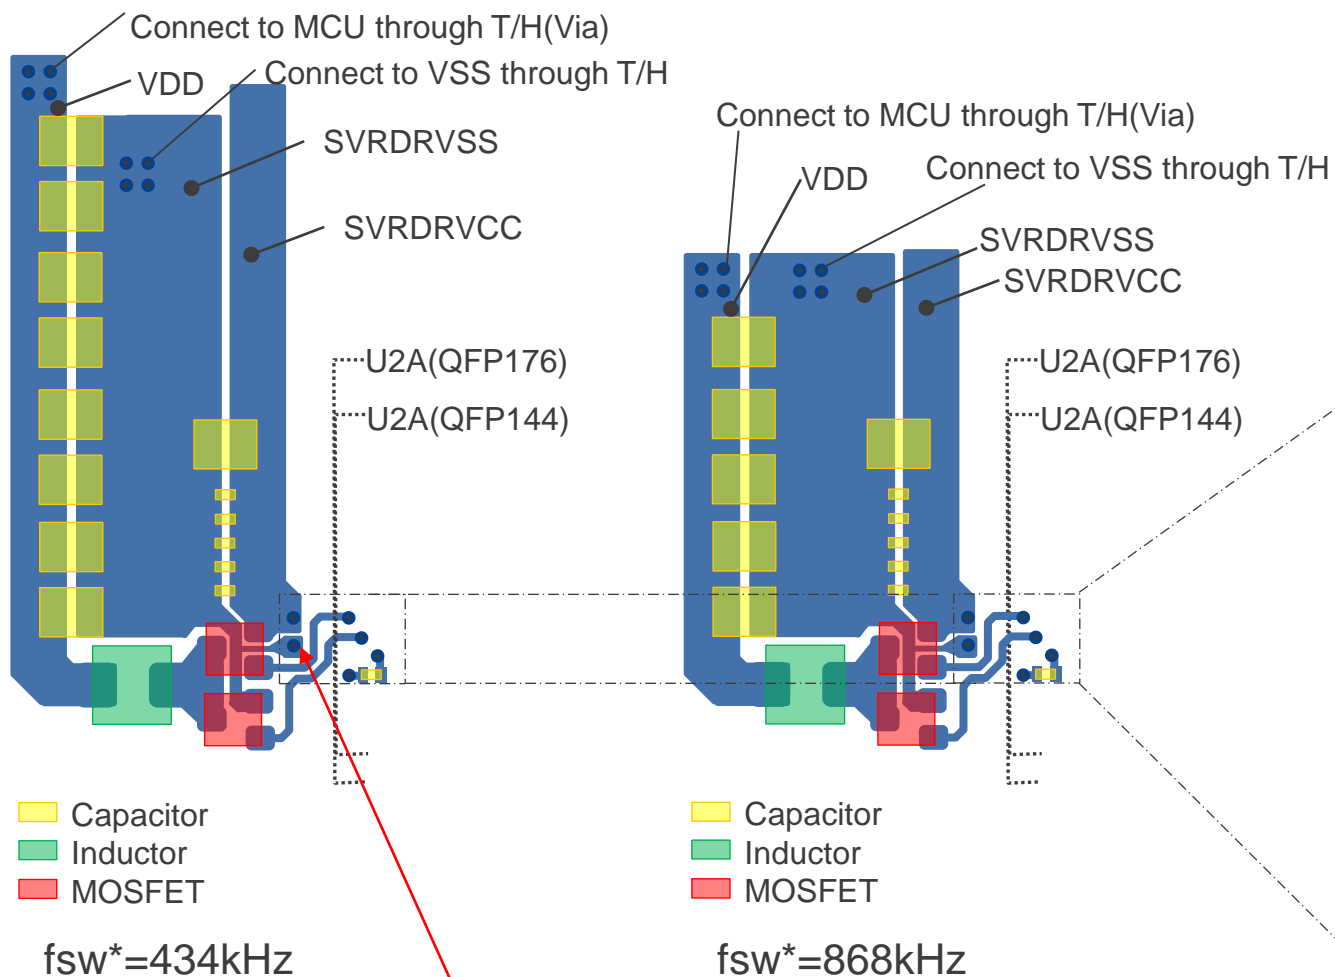 Connect to MCU through T/H(Via)
VDD
Connect to VSS through T/H
SVRDRVSS
SVRDRVCC
U2A(QFP176)
U2A(QFP144)
Capacitor
Inductor
MOSFET
fsw*=434kHz
Connect to MCU through T/H(Via)
VDD
Connect to VSS through T/H
SVRDRVSS
SVRDRVCC
U2A(QFP176)
U2A(QFP144)
Capacitor
Inductor
MOSFET
fsw*=868kHz